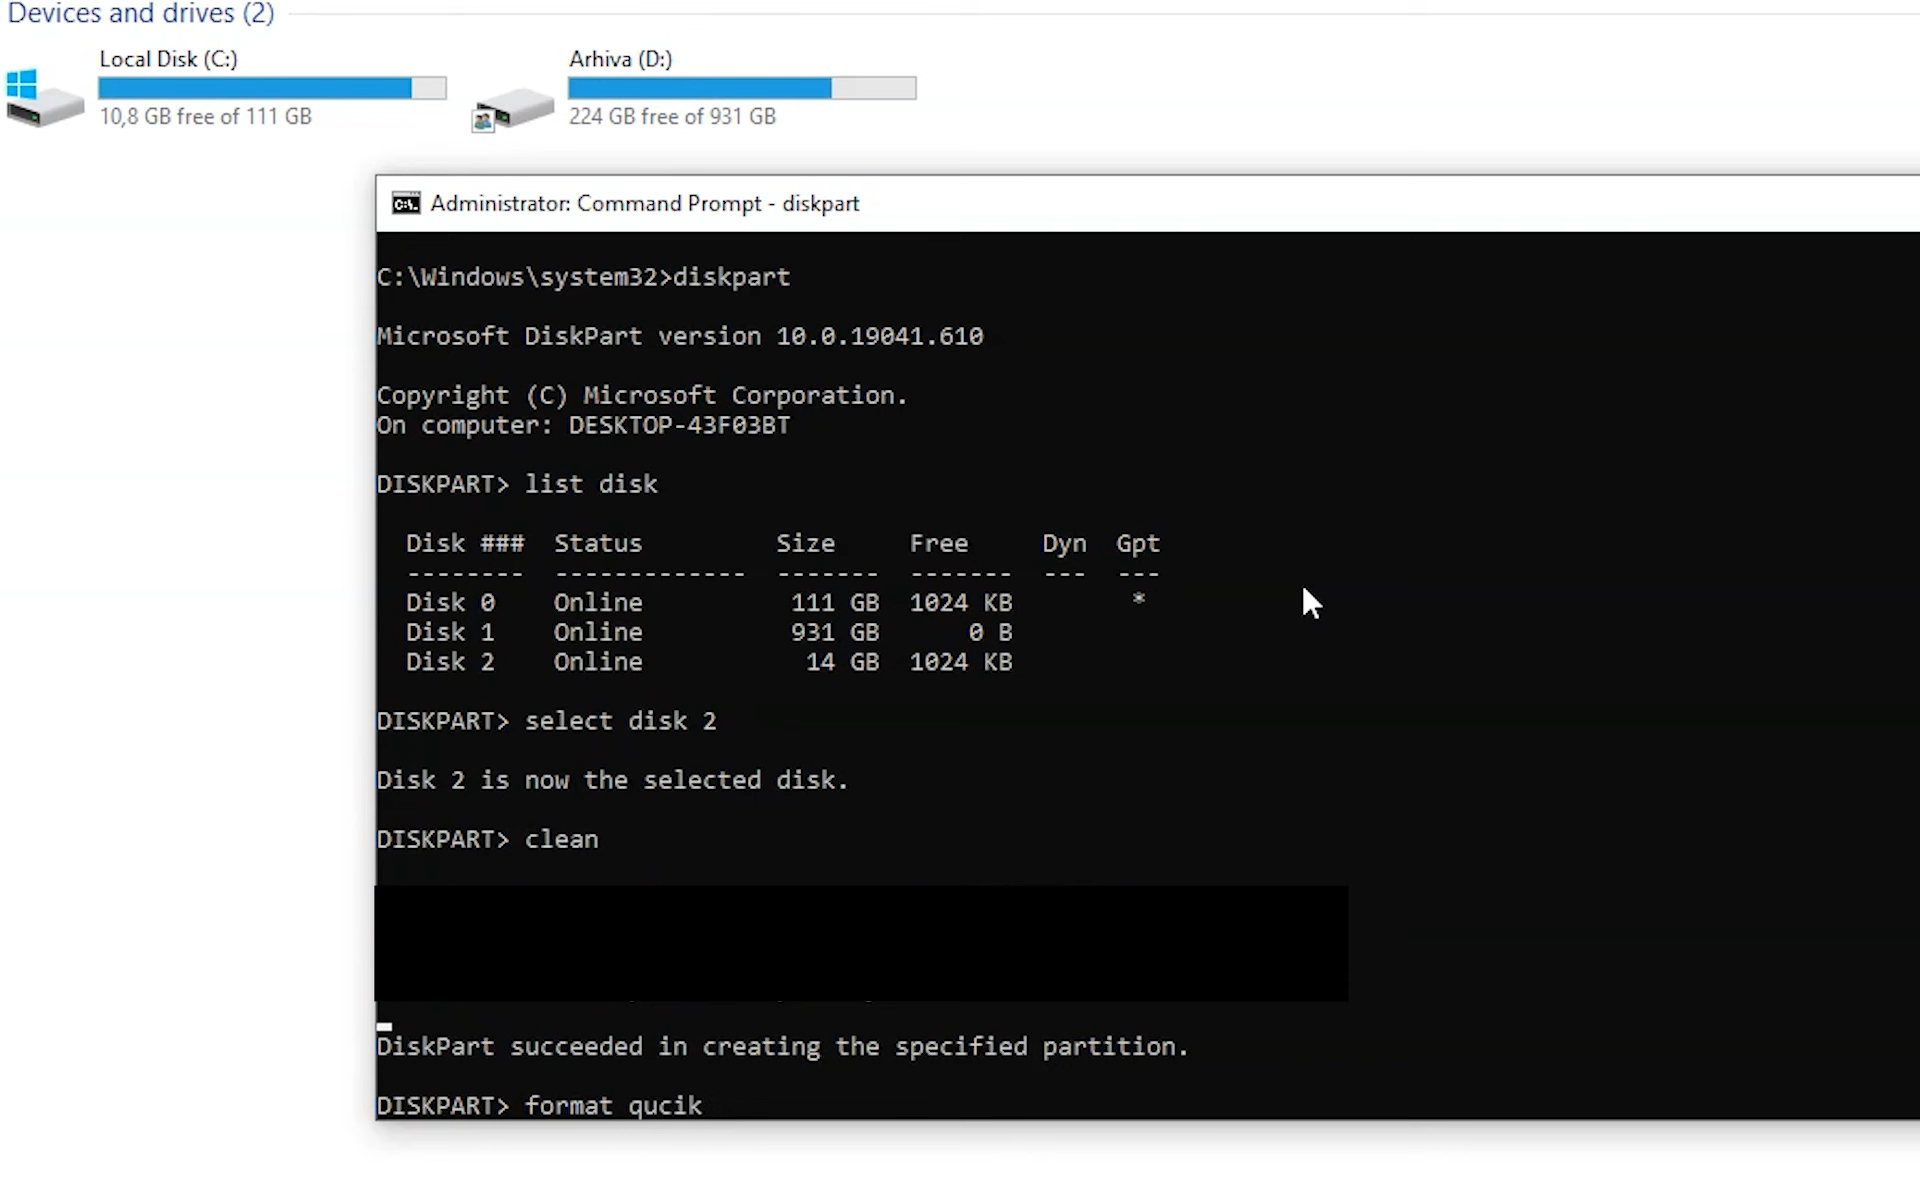 Devices and drives (2)
Local Disk (C:)
10,8 GB free of 111 GB
Arhiva (D:)
224 GB free of 931 GB
Administrator: Command Prompt - diskpart
C:\Windows\system32>diskpart
Microsoft DiskPart version 10.0.19041.610
Copyright (C) Microsoft Corporation.
On computer: DESKTOP-43F03BT
DISKPART> list disk
Disk ### Status Size Free Dyn Gpt
-------- ------------- ------- ------- --- ---
Disk 0 Online 111 GB 1024 KB *
Disk 1 Online 931 GB 0 B
Disk 2 Online 14 GB 1024 KB
DISKPART> select disk 2
Disk 2 is now the selected disk.
DISKPART> clean
DiskPart succeeded in creating the specified partition.
DISKPART> format qucik